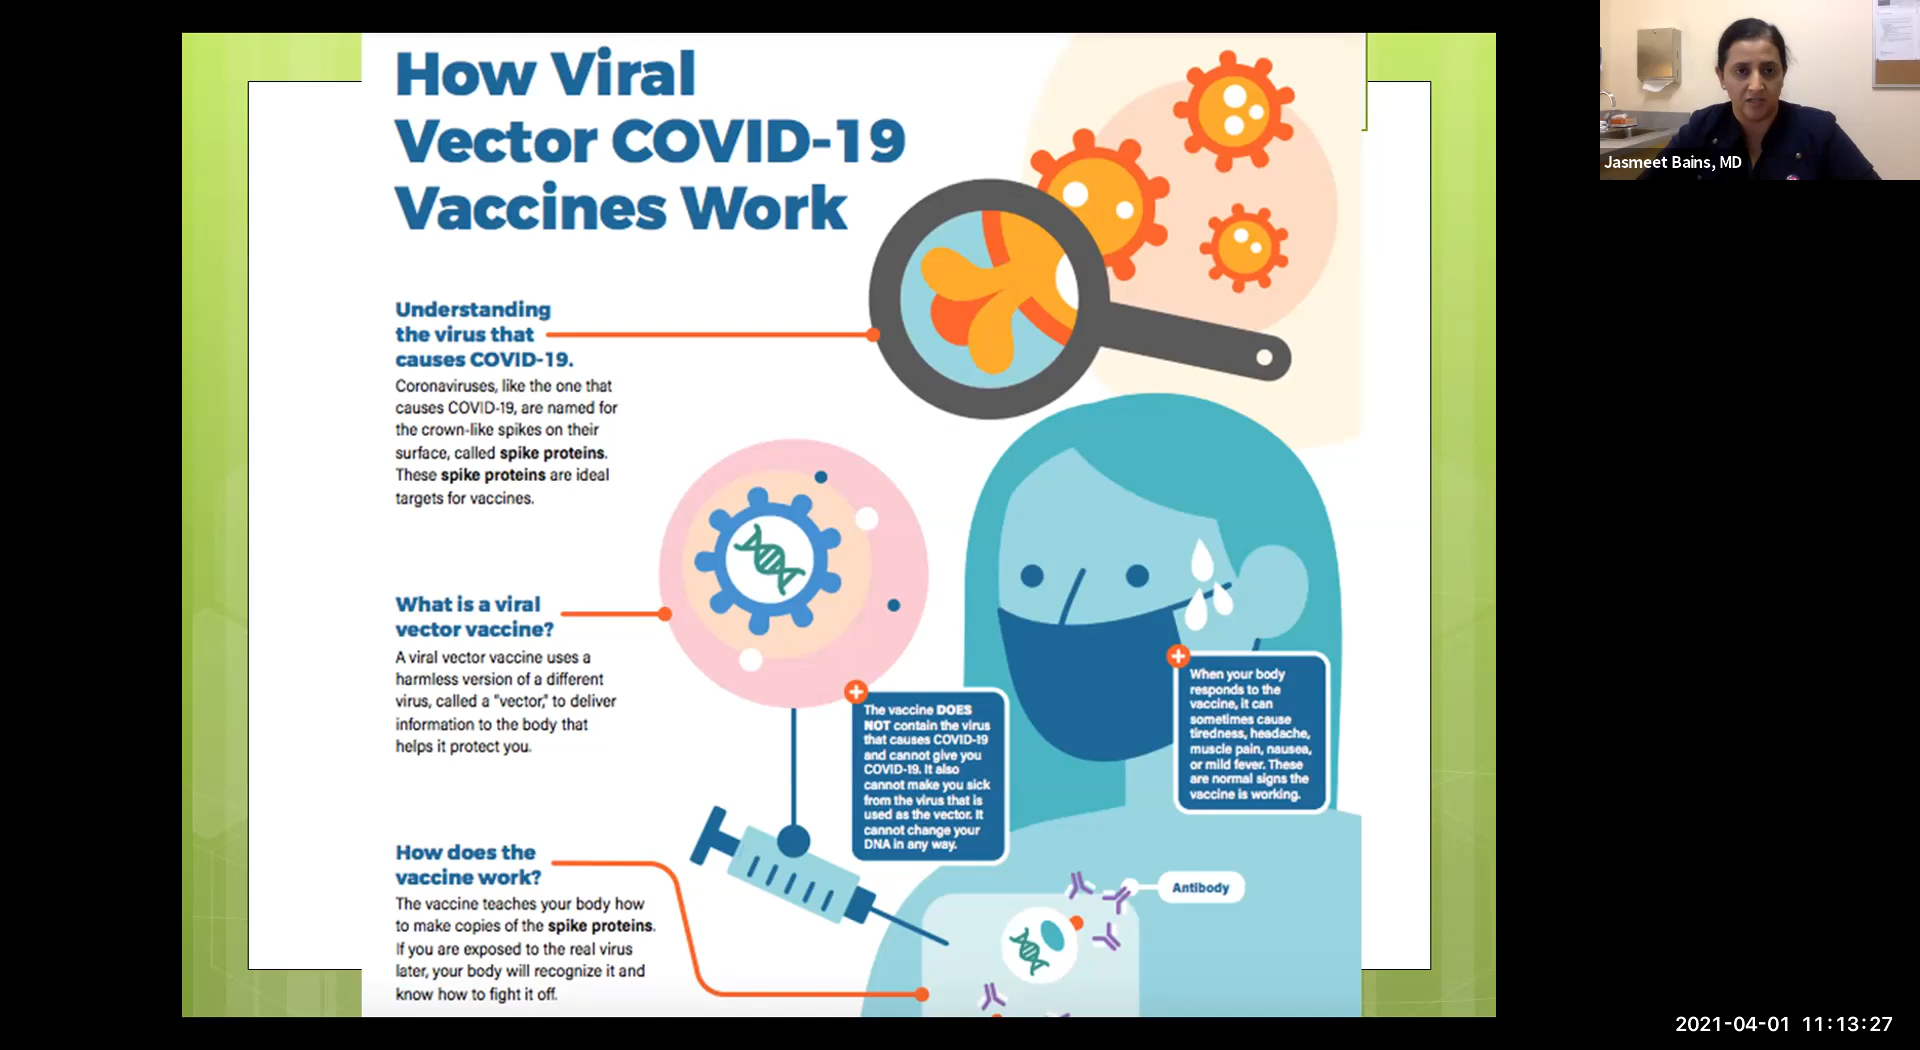 How Viral
Vector COVID-19
Vaccines Work
Understanding
the virus that
causes COVID-19.
Coronaviruses, like the one that
causes COVID-19, are named for
the crown-like spikes on their
surface, called spike proteins.
These spike proteins are ideal
targets for vaccines.
What is a viral
vector vaccine?
A viral vector vaccine uses a
harmless version of a different
virus, called a “vector,” to deliver
information to the body that
helps it protect you.
The vaccine DOES
NOT contain the virus
that causes COVID-19
and cannot give you
COVID-19. It also
cannot make you sick
from the virus that is
used as the vector. It
cannot change your
DNA in any way.
When your body
responds to the
vaccine, it can
sometimes cause
tiredness, headache,
muscle pain, nausea,
or mild fever. These
are normal signs the
vaccine is working.
How does the
vaccine work?
The vaccine teaches your body how
to make copies of the spike proteins.
If you are exposed to the real virus
later, your body will recognize it and
know how to fight it off.
Antibody
Jasmeet Bains, MD
2021-04-01 11:13:27